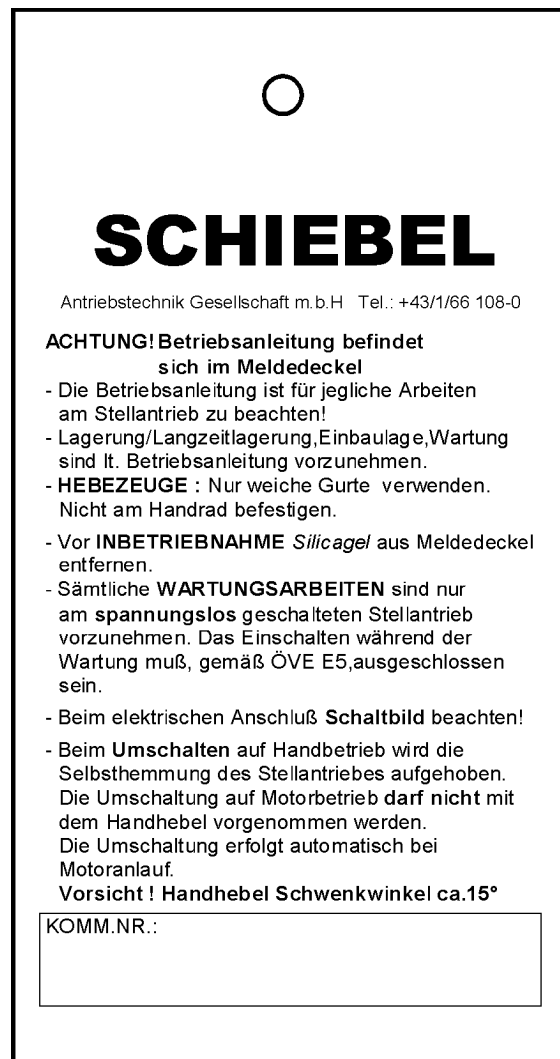 SCHIEBEL
Antriebstechnik Gesellschaft m.b.H Tel.: +43/1/66 108-0
ACHTUNG! Betriebsanleitung befindet
sich im Meldedeckel
- Die Betriebsanleitung ist für jegliche Arbeiten
am Stellantrieb zu beachten!
- Lagerung/Langzeitlagerung,Einbaulage,Wartung
sind lt. Betriebsanleitung vorzunehmen.
- HEBEZEUGE : Nur weiche Gurte verwenden.
Nicht am Handrad befestigen.
- Vor INBETRIEBNAHME Silicagel aus Meldedeckel
entfernen.
- Sämtliche WARTUNGSARBEITEN sind nur
am spannungslos geschalteten Stellantrieb
vorzunehmen. Das Einschalten während der
Wartung muß, gemäß ÖVE E5,ausgeschlossen
sein.
- Beim elektrischen Anschluß Schaltbild beachten!
- Beim Umschalten auf Handbetrieb wird die
Selbsthemmung des Stellantriebes aufgehoben.
Die Umschaltung auf Motorbetrieb darf nicht mit
dem Handhebel vorgenommen werden.
Die Umschaltung erfolgt automatisch bei
Motoranlauf.
Vorsicht ! Handhebel Schwenkwinkel ca.15°
KOMM.NR.: